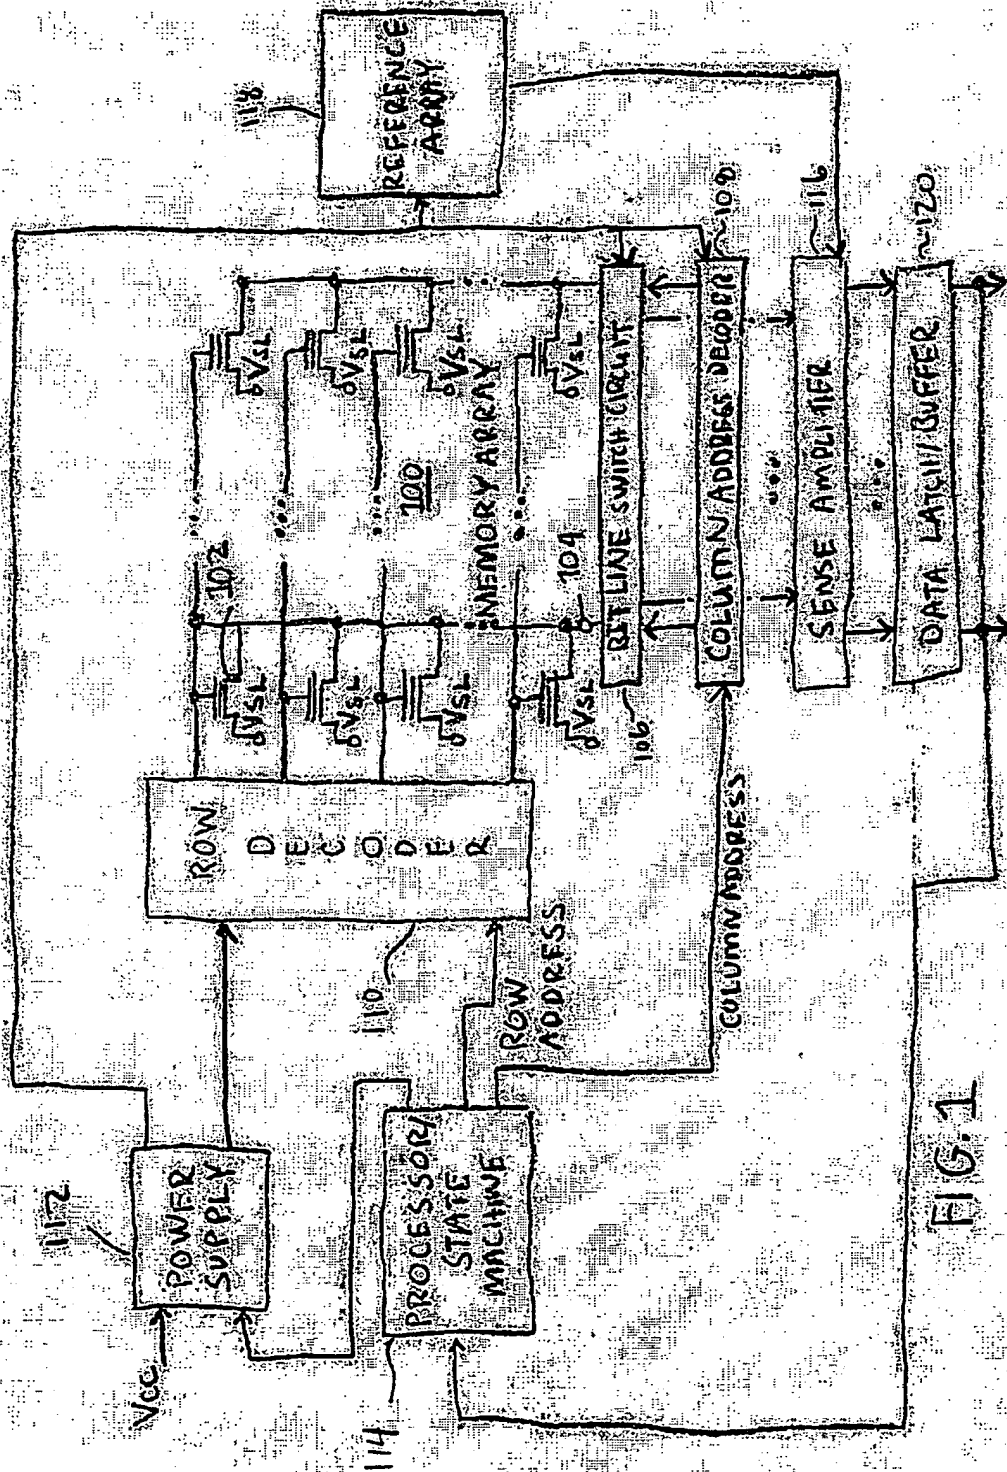 VCC
112
POWER
SUPPLY
114
PROCESSOR/
STATE
MACHINE
110
ROW
DECODER
ROW
ADDRESS
COLUMN ADDRESS
102
VSL
VSL
VSL
VSL
100
MEMORY ARRAY
VSL
VSL
VSL
VSL
104
106
BIT LINE SWITCH CIRCUIT
COLUMN ADDRESS DECODER
108
SENSE AMPLIFIER
116
DATA LATCH/BUFFER
120
118
REFERENCE
ARRAY
FIG. 1